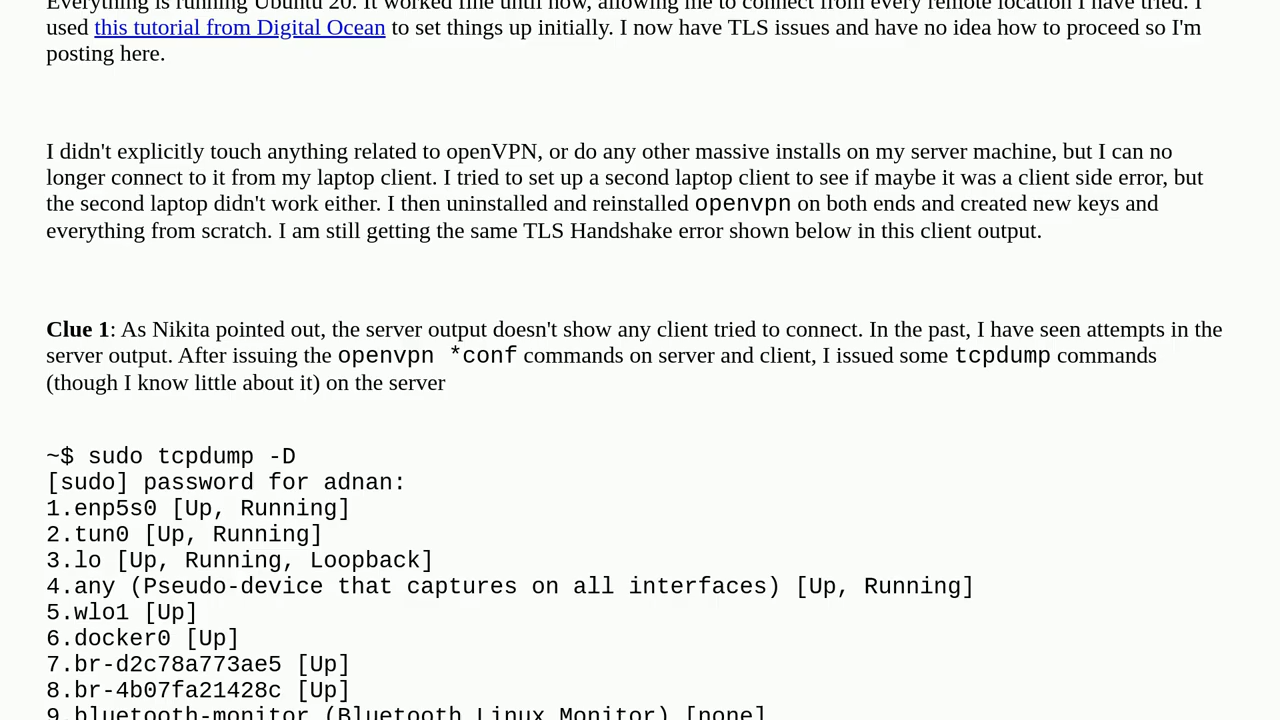 Everything is running Ubuntu 20. It worked fine until now, allowing me to connect from every remote location I have tried. I
used this tutorial from Digital Ocean to set things up initially. I now have TLS issues and have no idea how to proceed so I'm
posting here.
I didn't explicitly touch anything related to openVPN, or do any other massive installs on my server machine, but I can no
longer connect to it from my laptop client. I tried to set up a second laptop client to see if maybe it was a client side error, but
the second laptop didn't work either. I then uninstalled and reinstalled openvpn on both ends and created new keys and
everything from scratch. I am still getting the same TLS Handshake error shown below in this client output.
Clue 1: As Nikita pointed out, the server output doesn't show any client tried to connect. In the past, I have seen attempts in the
server output. After issuing the openvpn *conf commands on server and client, I issued some tcpdump commands
(though I know little about it) on the server
~$ sudo tcpdump -D
[sudo] password for adnan:
1.enp5s0 [Up, Running]
2.tun0 [Up, Running]
3.lo [Up, Running, Loopback]
4.any (Pseudo-device that captures on all interfaces) [Up, Running]
5.wlo1 [Up]
6.docker0 [Up]
7.br-d2c78a773ae5 [Up]
8.br-4b07fa21428c [Up]
9.bluetooth-monitor (Bluetooth Linux Monitor) [none]